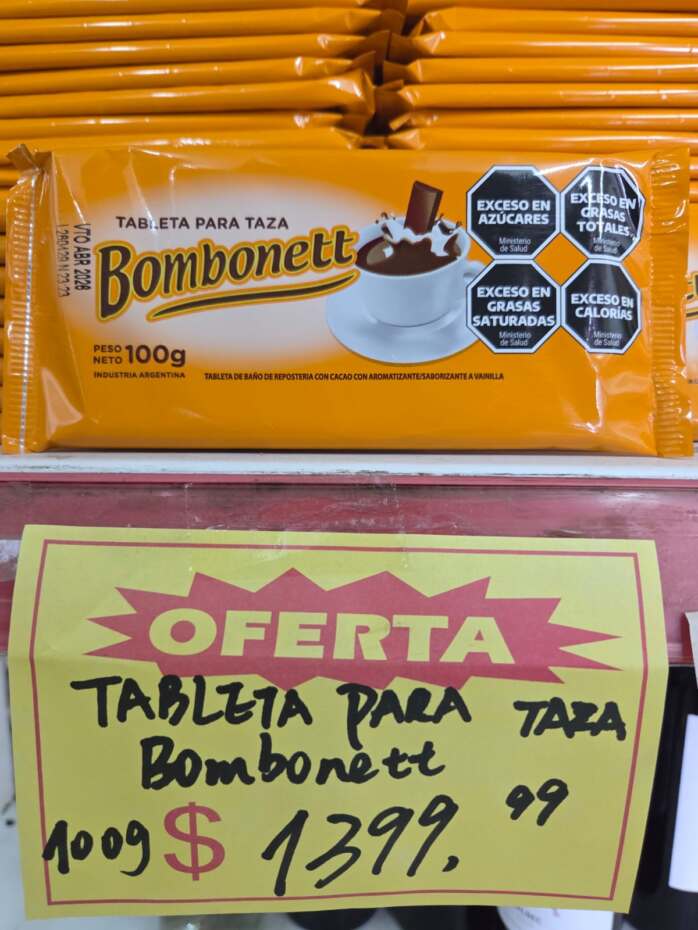 TABLETA PARA TAZA
Bombonett
PESO
NETO 100g
INDUSTRIA ARGENTINA
TABLETA DE BAÑO DE REPOSTERIA CON CACAO CON AROMATIZANTE/SABORIZANTE A VAINILLA
VTO ABR 2026
EXCESO EN
AZÚCARES
Ministerio
de Salud
EXCESO EN
GRASAS
TOTALES
Ministerio
de Salud
EXCESO EN
GRASAS
SATURADAS
Ministerio
de Salud
EXCESO EN
CALORÍAS
Ministerio
de Salud
OFERTA
TABLETA PARA TAZA
Bombonett
100g $ 1399,99